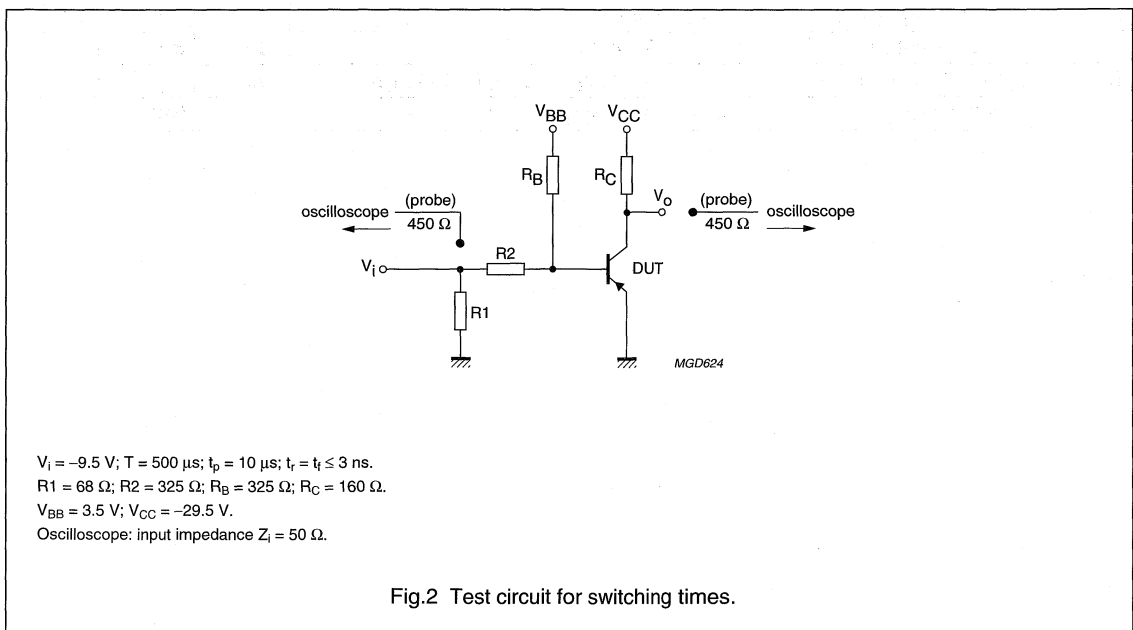 V_BB V_CC
R_B R_C
V_o
(probe) (probe)
oscilloscope 450 Ω 450 Ω oscilloscope
R2
V_i DUT
R1
MGD624
V_i = −9.5 V; T = 500 μs; t_p = 10 μs; t_r = t_f ≤ 3 ns.
R1 = 68 Ω; R2 = 325 Ω; R_B = 325 Ω; R_C = 160 Ω.
V_BB = 3.5 V; V_CC = −29.5 V.
Oscilloscope: input impedance Z_i = 50 Ω.
Fig.2 Test circuit for switching times.